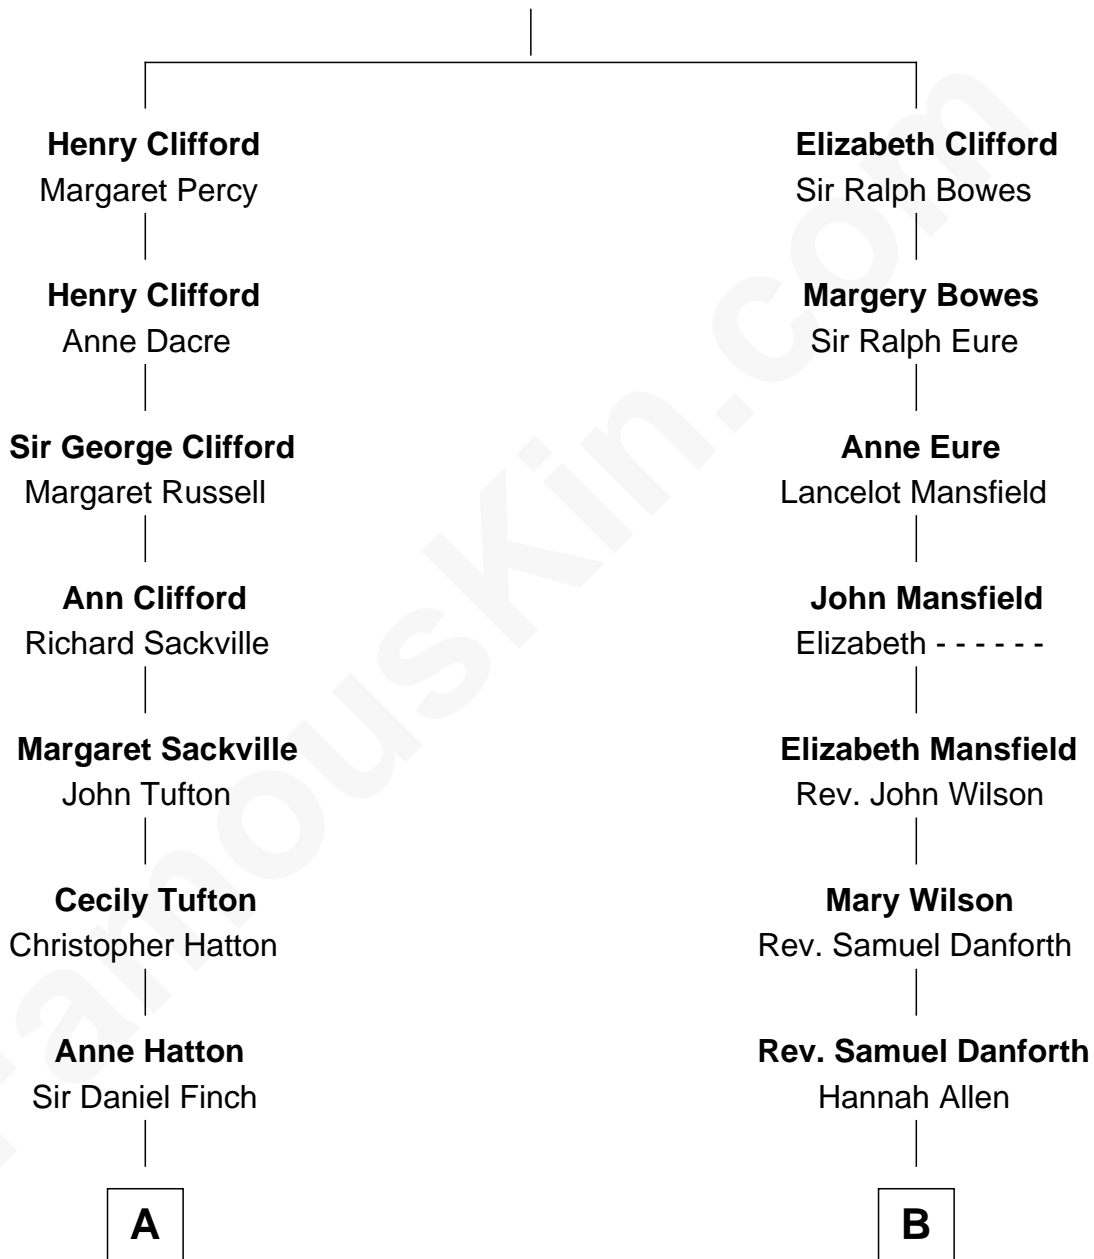 Henry Clifford
Margaret Percy
Henry Clifford
Anne Dacre
Sir George Clifford
Margaret Russell
Ann Clifford
Richard Sackville
Margaret Sackville
John Tufton
Cecily Tufton
Christopher Hatton
Anne Hatton
Sir Daniel Finch
A
Elizabeth Clifford
Sir Ralph Bowes
Margery Bowes
Sir Ralph Eure
Anne Eure
Lancelot Mansfield
John Mansfield
Elizabeth - - - - - -
Elizabeth Mansfield
Rev. John Wilson
Mary Wilson
Rev. Samuel Danforth
Rev. Samuel Danforth
Hannah Allen
B
FamousKin.com